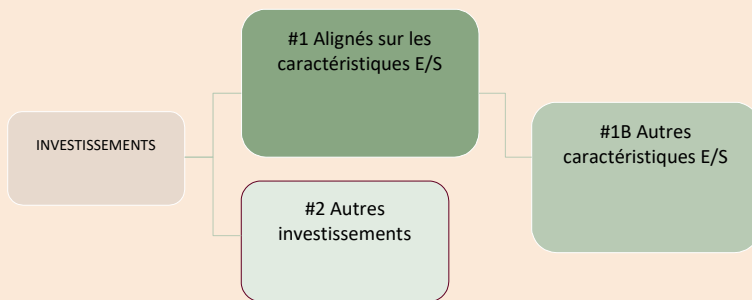 #1 Alignés sur les
caractéristiques E/S
INVESTISSEMENTS
#1B Autres
caractéristiques E/S
#2 Autres
investissements